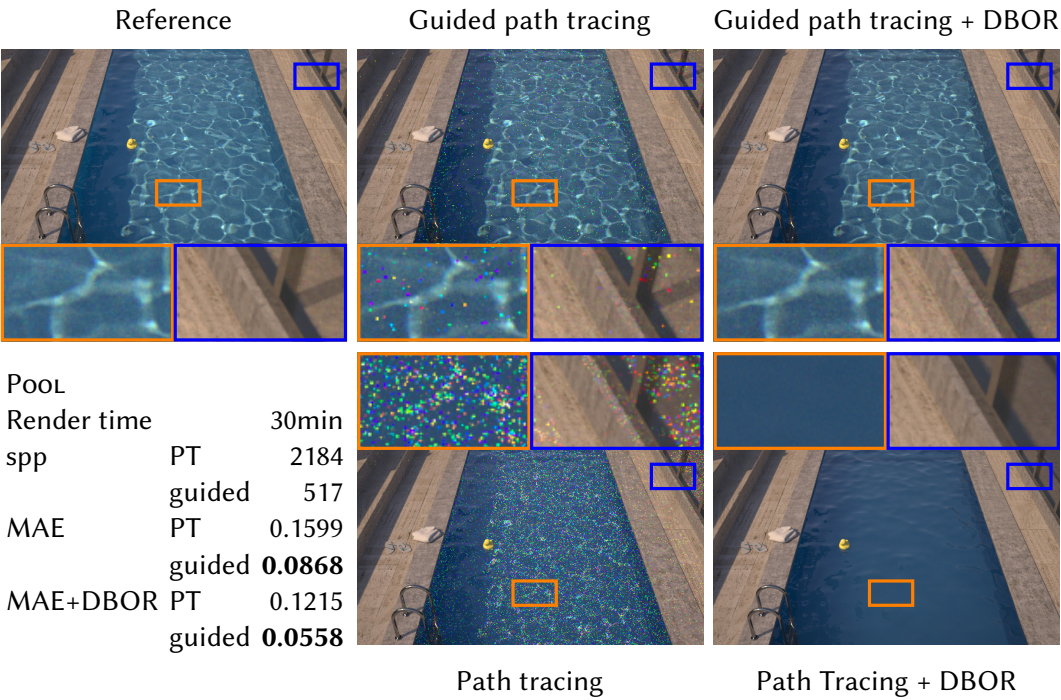 Reference
Guided path tracing
Guided path tracing + DBOR
Pool
Render time 30min
spp PT 2184
guided 517
MAE PT 0.1599
guided 0.0868
MAE+DBOR PT 0.1215
guided 0.0558
Path tracing
Path Tracing + DBOR